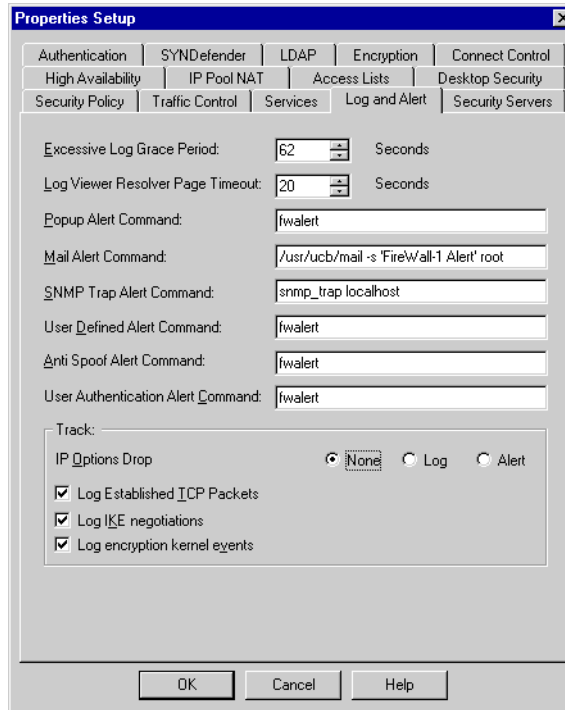 Properties Setup
Authentication SYNDefender LDAP Encryption Connect Control
High Availability IP Pool NAT Access Lists Desktop Security
Security Policy Traffic Control Services Log and Alert Security Servers
Excessive Log Grace Period: 62 Seconds
Log Viewer Resolver Page Timeout: 20 Seconds
Popup Alert Command: fwalert
Mail Alert Command: /usr/ucb/mail -s 'FireWall-1 Alert' root
SNMP Trap Alert Command: snmp_trap localhost
User Defined Alert Command: fwalert
Anti Spoof Alert Command: fwalert
User Authentication Alert Command: fwalert
Track:
IP Options Drop None Log Alert
Log Established TCP Packets
Log IKE negotiations
Log encryption kernel events
OK Cancel Help